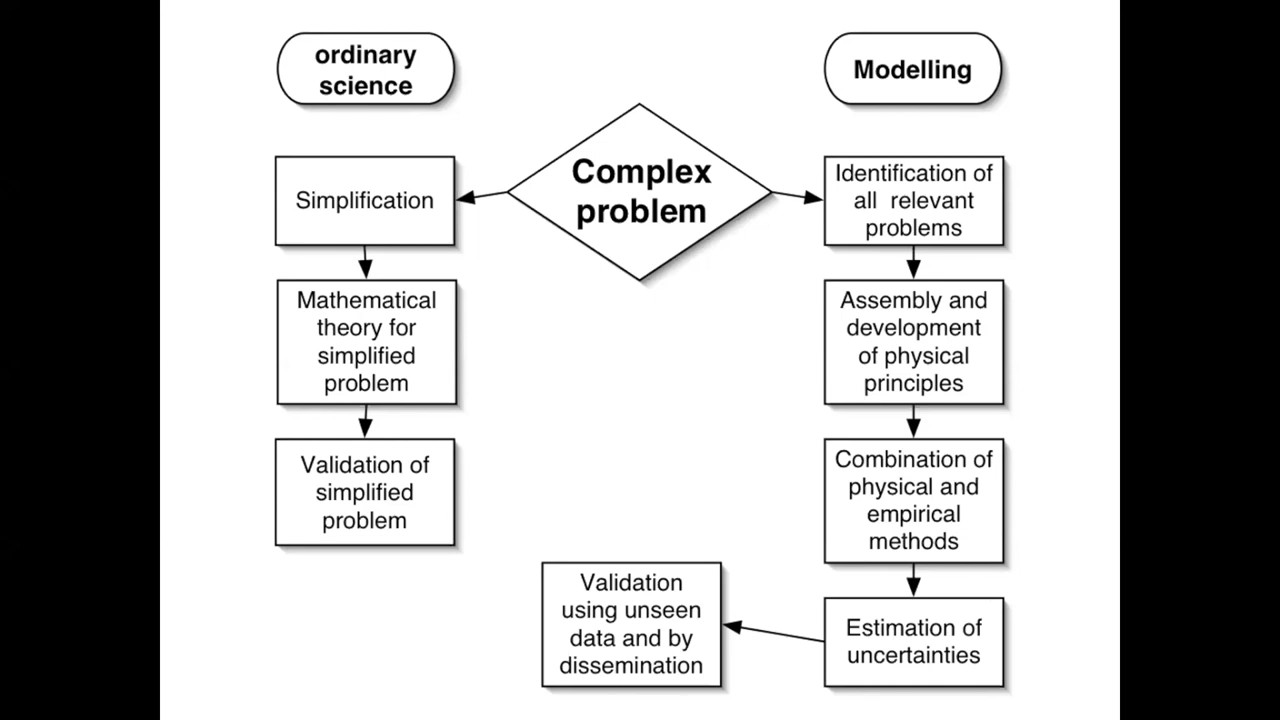 ordinary
science
Modelling
Complex
problem
Simplification
Mathematical
theory for
simplified
problem
Validation of
simplified
problem
Identification of
all relevant
problems
Assembly and
development
of physical
principles
Combination of
physical and
empirical
methods
Estimation of
uncertainties
Validation
using unseen
data and by
dissemination